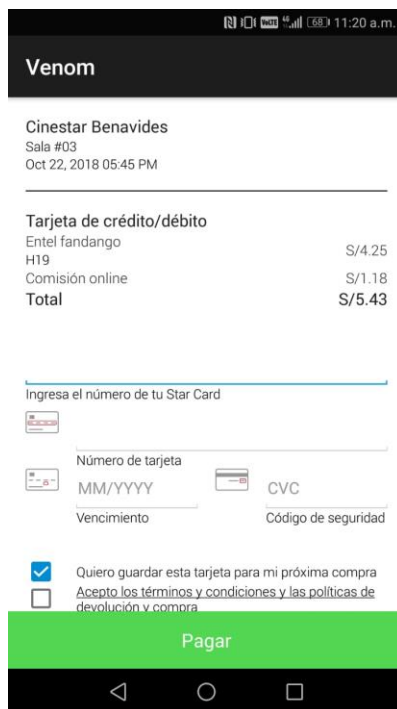 68 11:20 a.m.
Venom
Cinestar Benavides
Sala #03
Oct 22, 2018 05:45 PM
Tarjeta de crédito/débito
Entel fandango
H19
S/4.25
Comisión online S/1.18
Total S/5.43
Ingresa el número de tu Star Card
Número de tarjeta
MM/YYYY CVC
Vencimiento Código de seguridad
Quiero guardar esta tarjeta para mi próxima compra
Acepto los términos y condiciones y las políticas de
devolución y compra
Pagar